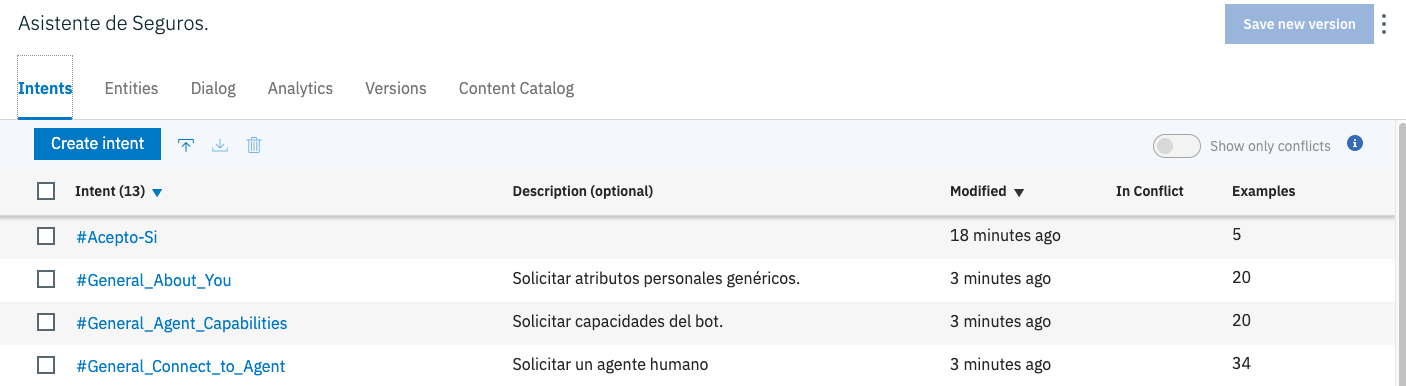 Asistente de Seguros.
Save new version
Intents Entities Dialog Analytics Versions Content Catalog
Create intent Show only conflicts i
Intent (13) Description (optional) Modified In Conflict Examples
#Acepto-Si 18 minutes ago 5
#General_About_You Solicitar atributos personales genéricos. 3 minutes ago 20
#General_Agent_Capabilities Solicitar capacidades del bot. 3 minutes ago 20
#General_Connect_to_Agent Solicitar un agente humano 3 minutes ago 34